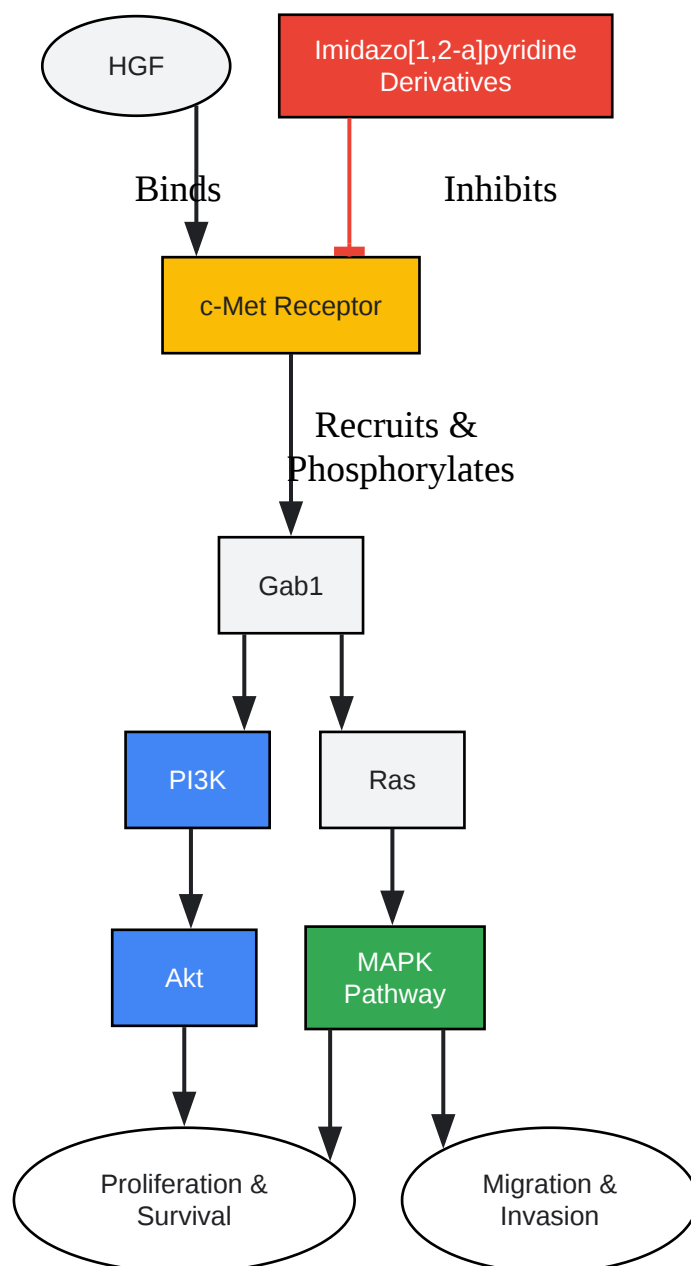 HGF
Imidazo[1,2-a]pyridine
Derivatives
Binds
Inhibits
c-Met Receptor
Recruits &
Phosphorylates
Gab1
PI3K
Ras
Akt
MAPK
Pathway
Proliferation &
Survival
Migration &
Invasion